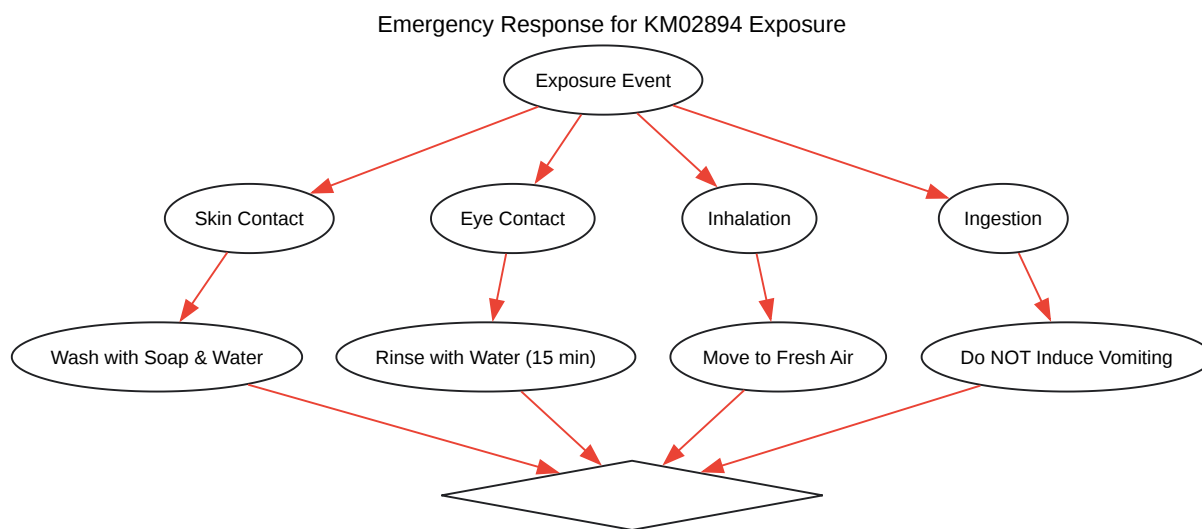 Emergency Response for KM02894 Exposure
Exposure Event
Skin Contact
Eye Contact
Inhalation
Ingestion
Wash with Soap & Water
Rinse with Water (15 min)
Move to Fresh Air
Do NOT Induce Vomiting